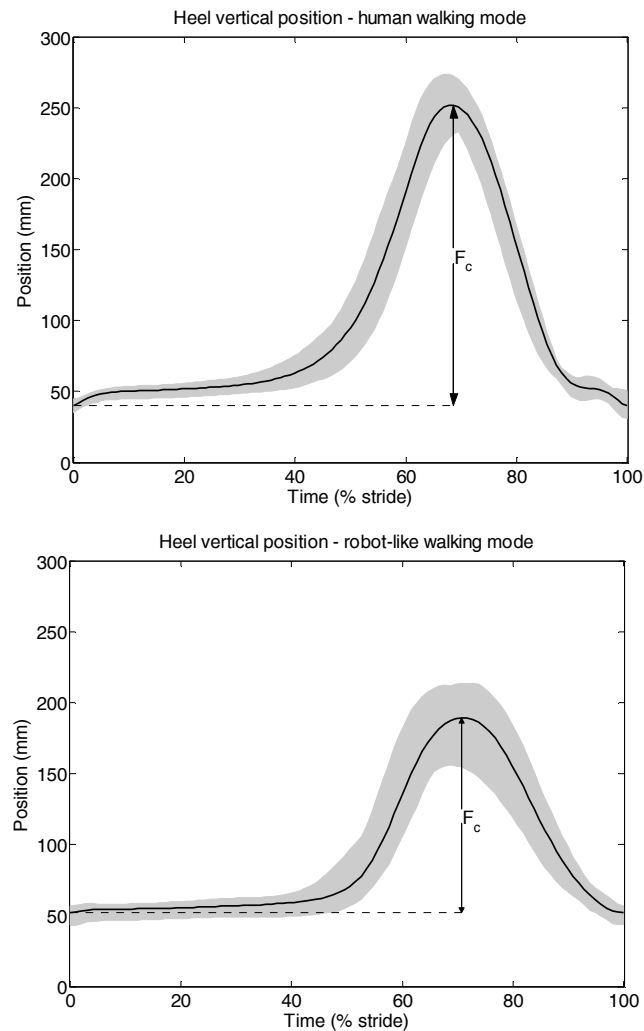 Heel vertical position - human walking mode
300
250
200
150
100
50
0
Position (mm)
F_c
0 20 40 60 80 100
Time (% stride)
Heel vertical position - robot-like walking mode
300
250
200
150
100
50
0
Position (mm)
F_c
0 20 40 60 80 100
Time (% stride)